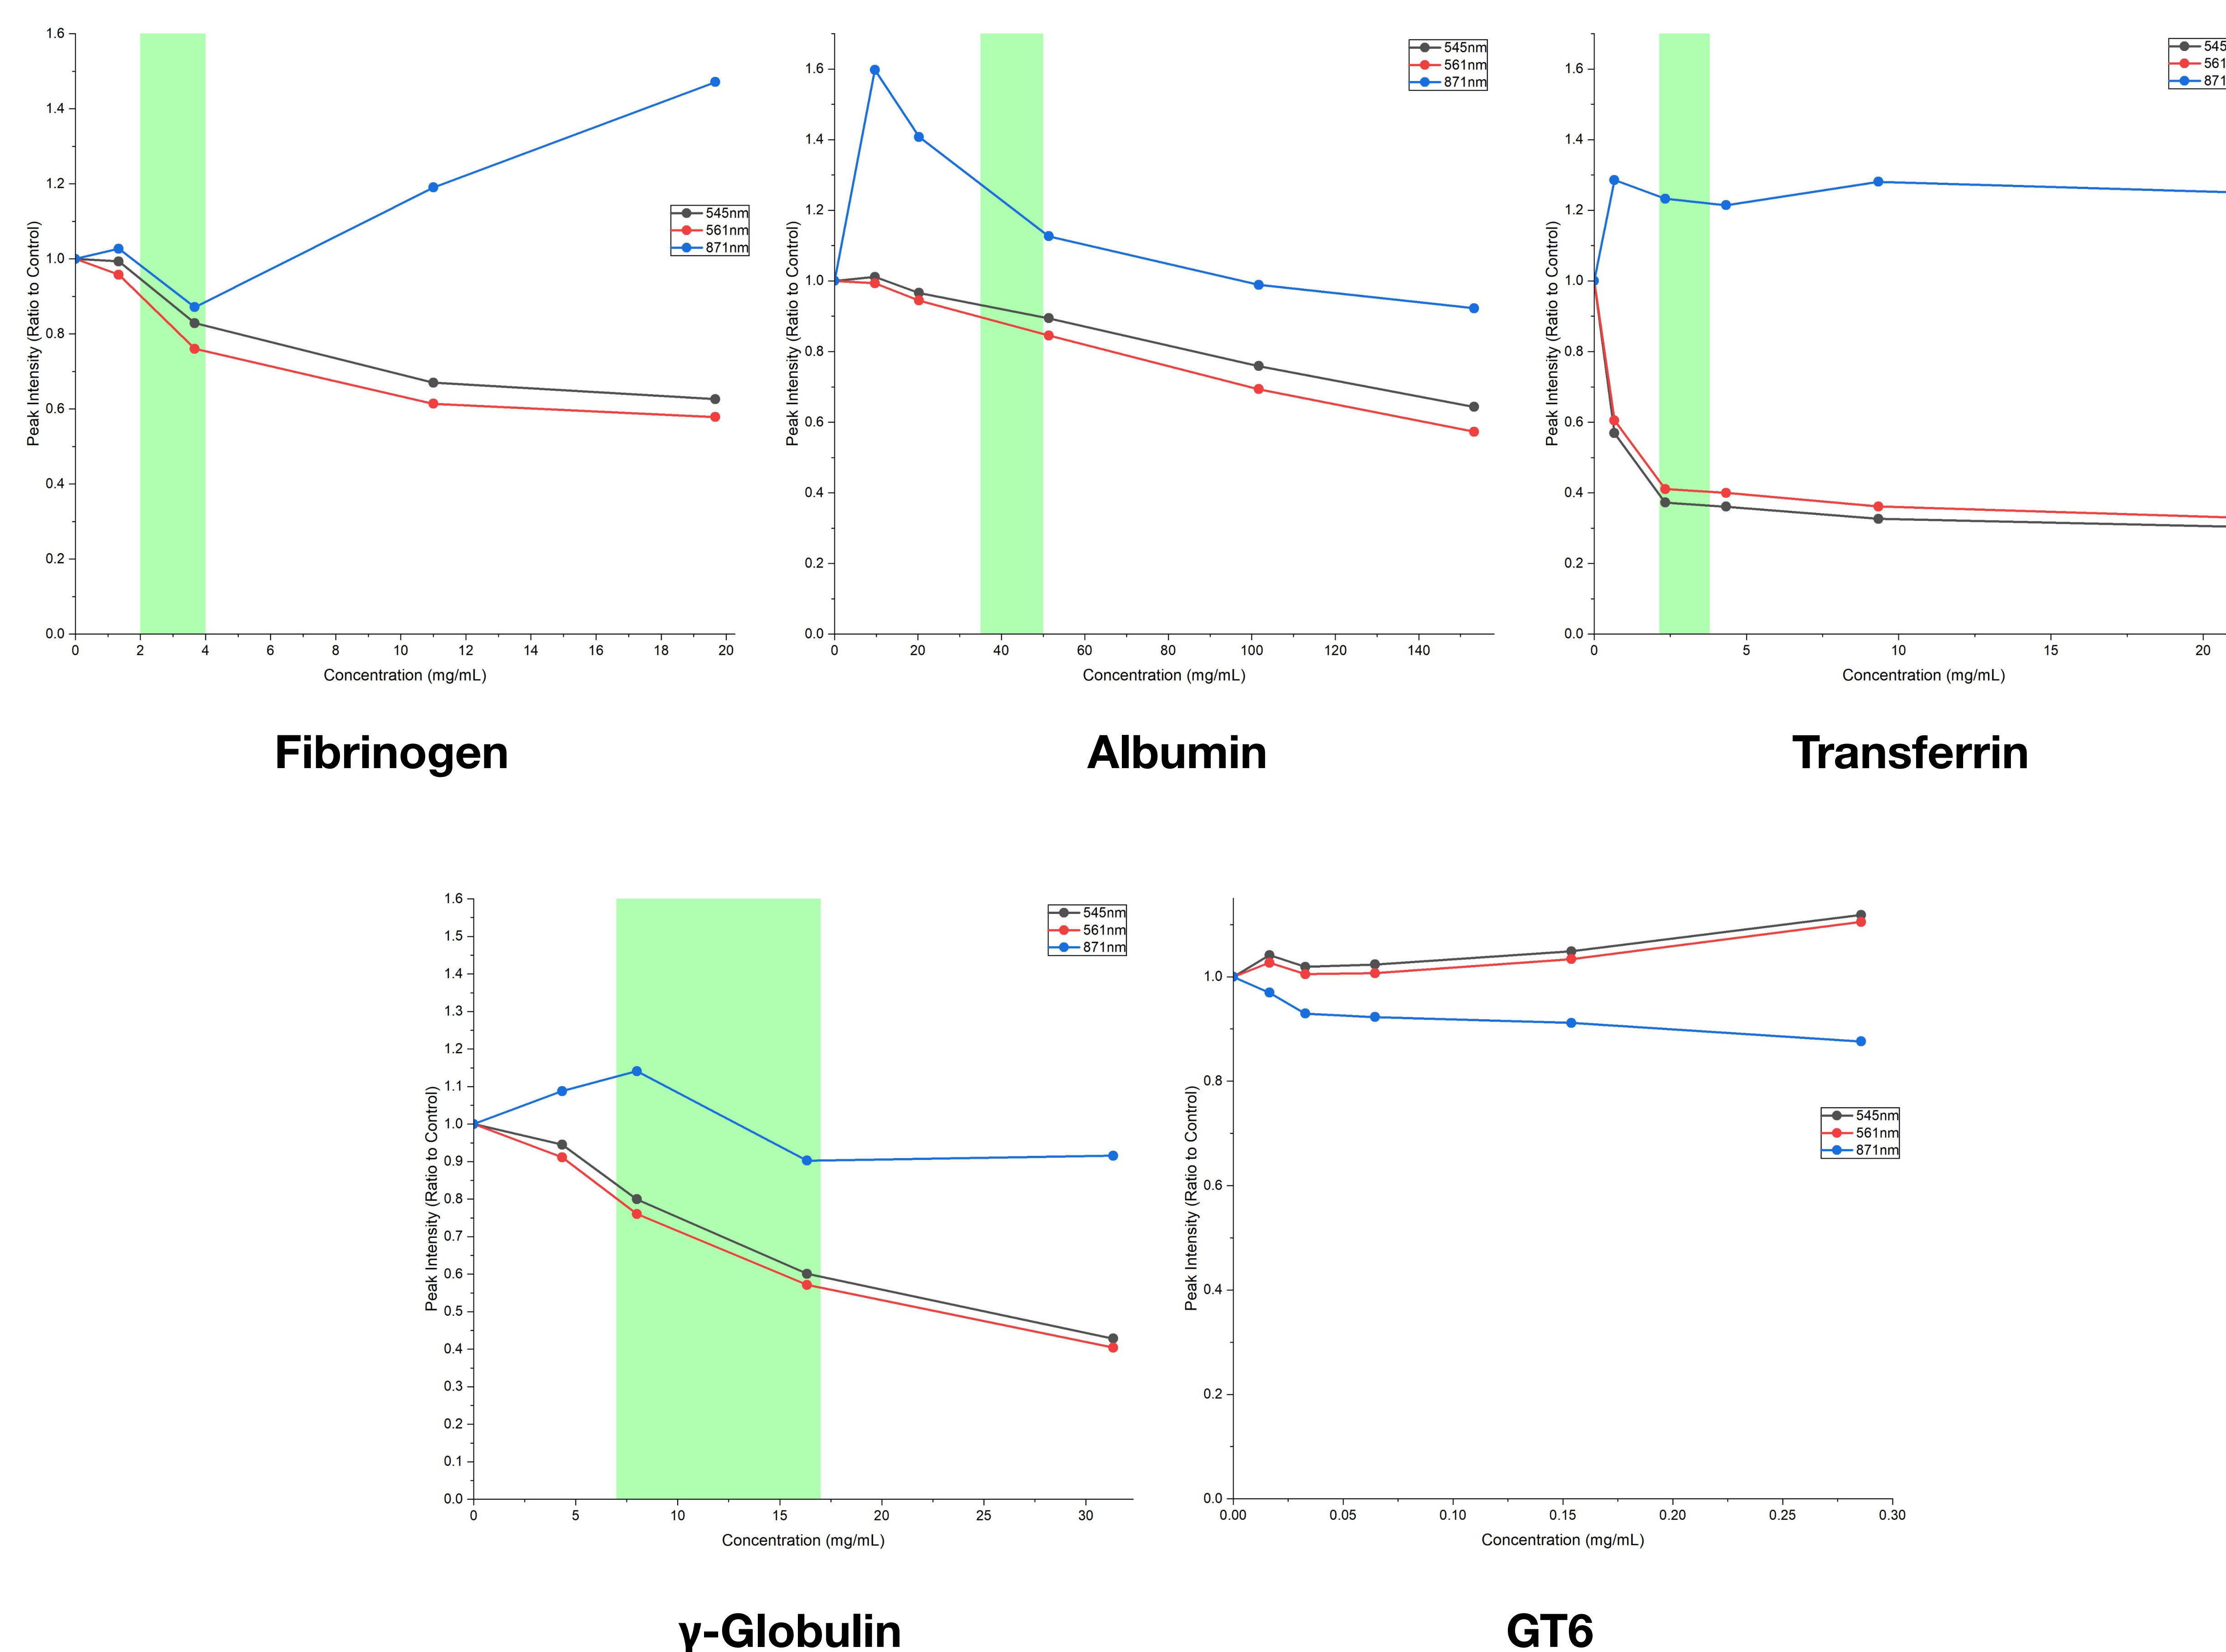 1.6
1.4
1.2
1.0
0.8
0.6
0.4
0.2
0.0
Peak Intensity (Ratio to Control)
545nm
561nm
871nm
0 2 4 6 8 10 12 14 16 18 20
Concentration (mg/mL)
Fibrinogen
1.6
1.4
1.2
1.0
0.8
0.6
0.4
0.2
0.0
Peak Intensity (Ratio to Control)
545nm
561nm
871nm
0 20 40 60 80 100 120 140
Concentration (mg/mL)
Albumin
1.6
1.4
1.2
1.0
0.8
0.6
0.4
0.2
0.0
Peak Intensity (Ratio to Control)
545
561
871
0 5 10 15 20
Concentration (mg/mL)
Transferrin
1.6
1.5
1.4
1.3
1.2
1.1
1.0
0.9
0.8
0.7
0.6
0.5
0.4
0.3
0.2
0.1
0.0
Peak Intensity (Ratio to Control)
545nm
561nm
871nm
0 5 10 15 20 25 30
Concentration (mg/mL)
γ-Globulin
1.0
0.8
0.6
0.4
0.2
0.0
Peak Intensity (Ratio to Control)
545nm
561nm
871nm
0.00 0.05 0.10 0.15 0.20 0.25 0.30
Concentration (mg/mL)
GT6